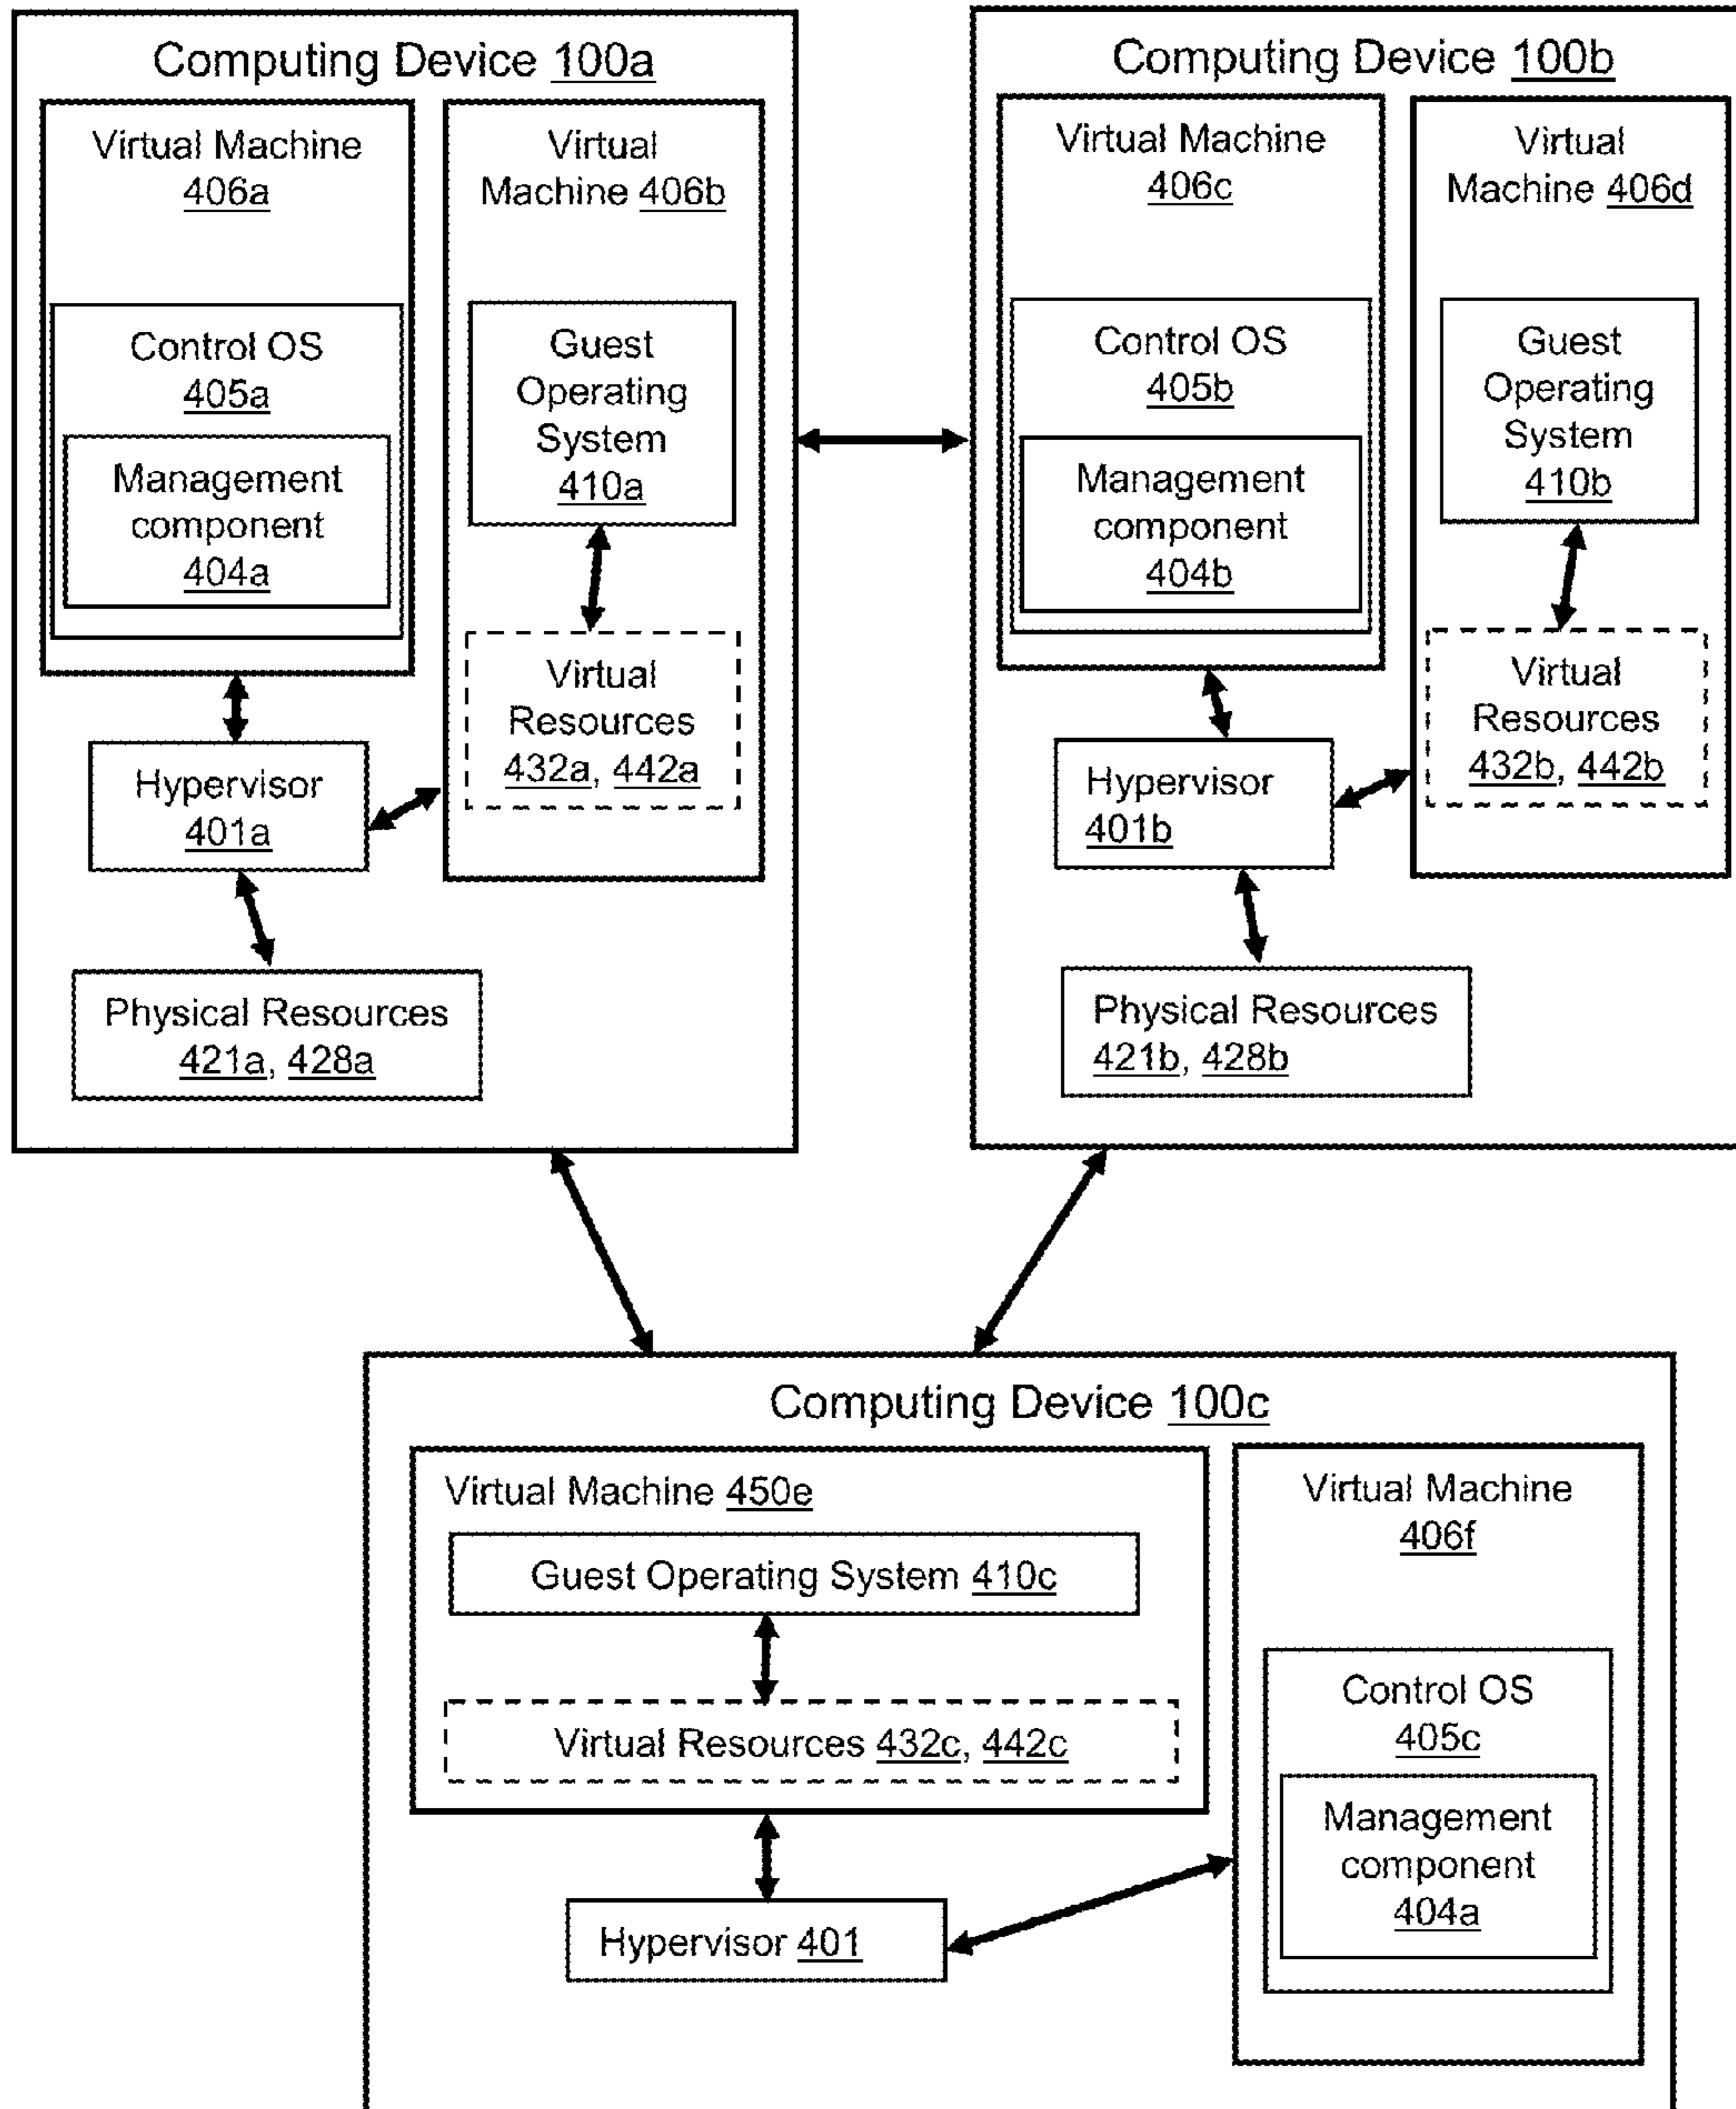 Computing Device 100a
Virtual Machine
406a
Control OS
405a
Management
component
404a
Virtual
Machine 406b
Guest
Operating
System
410a
Virtual
Resources
432a, 442a
Hypervisor
401a
Physical Resources
421a, 428a
Computing Device 100b
Virtual Machine
406c
Control OS
405b
Management
component
404b
Virtual
Machine 406d
Guest
Operating
System
410b
Virtual
Resources
432b, 442b
Hypervisor
401b
Physical Resources
421b, 428b
Computing Device 100c
Virtual Machine 450e
Guest Operating System 410c
Virtual Resources 432c, 442c
Hypervisor 401
Virtual Machine
406f
Control OS
405c
Management
component
404a